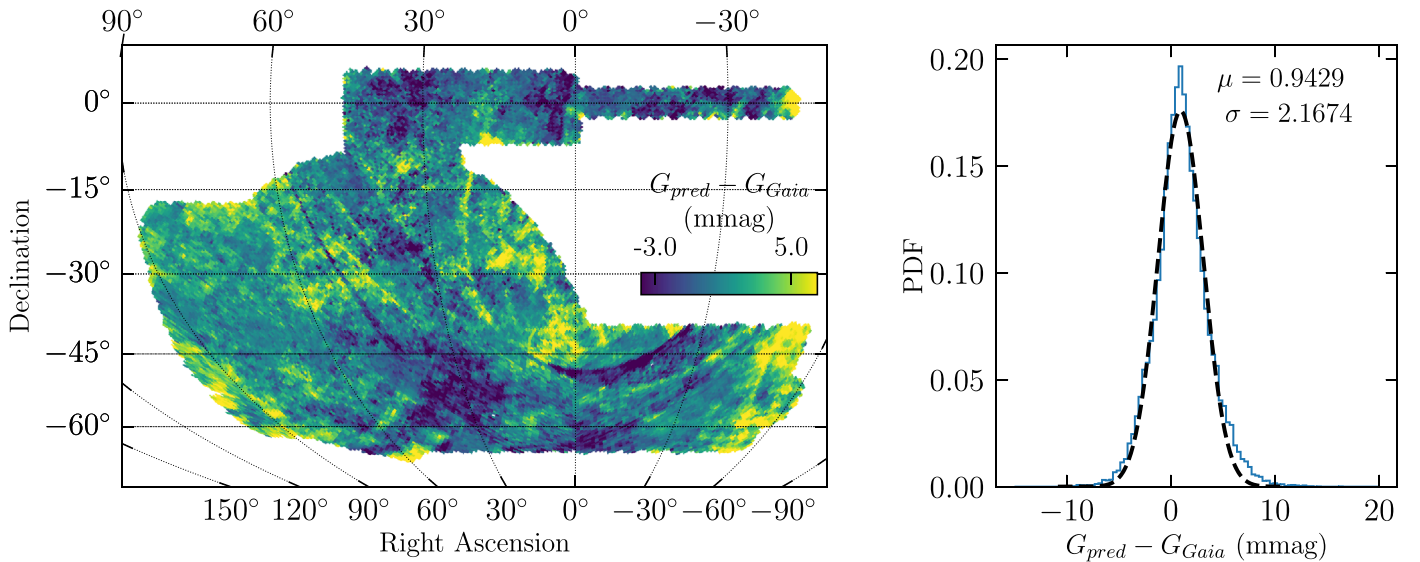 90° 60° 30° 0° −30°
0°
−15°
−30°
−45°
−60°
Declination
G_pred − G_Gaia
(mmag)
-3.0 5.0
150° 120° 90° 60° 30° 0° −30° −60° −90°
Right Ascension
0.20
0.15
0.10
0.05
0.00
PDF
μ = 0.9429
σ = 2.1674
−10 0 10 20
G_pred − G_Gaia (mmag)